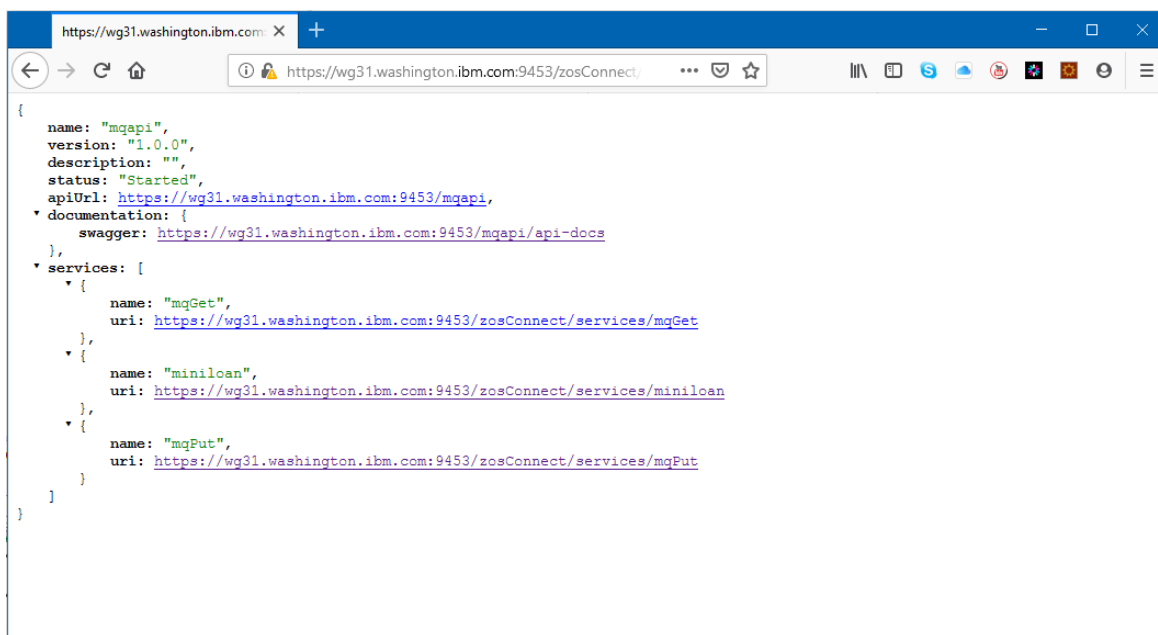 https://wg31.washington.ibm.com:
https://wg31.washington.ibm.com:9453/zosConnect/
{
name: "mqapi",
version: "1.0.0",
description: "",
status: "Started",
apiUrl: https://wg31.washington.ibm.com:9453/mqapi,
documentation: {
swagger: https://wg31.washington.ibm.com:9453/mqapi/api-docs
},
services: [
{
name: "mqGet",
uri: https://wg31.washington.ibm.com:9453/zosConnect/services/mqGet
},
{
name: "miniloan",
uri: https://wg31.washington.ibm.com:9453/zosConnect/services/miniloan
},
{
name: "mqPut",
uri: https://wg31.washington.ibm.com:9453/zosConnect/services/mqPut
}
]
}